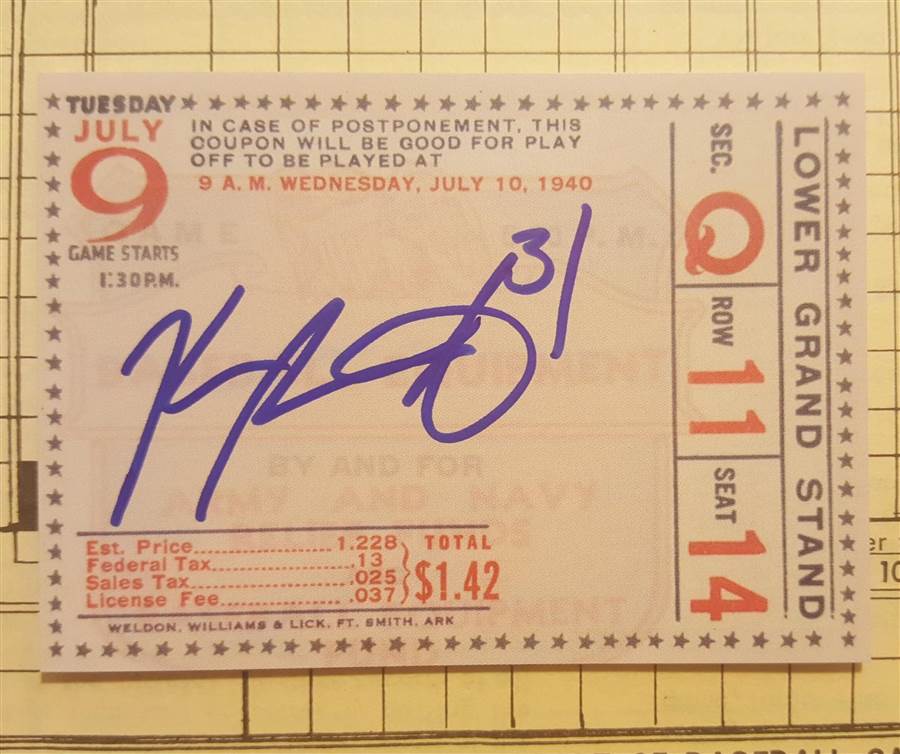 TUESDAY
JULY
9
GAME STARTS
1:30 P.M.
IN CASE OF POSTPONEMENT, THIS
COUPON WILL BE GOOD FOR PLAY
OFF TO BE PLAYED AT
9 A.M. WEDNESDAY, JULY 10, 1940
31
EQUIPMENT
BY AND FOR
ARMY AND NAVY
Est. Price.................. 1.228
Federal Tax.................. .13
Sales Tax.................. .025
License Fee.................. .037
TOTAL
$1.42
WELDON, WILLIAMS & LICK, FT. SMITH, ARK
SEC.
Q
ROW
11
SEAT
14
LOWER GRAND STAND
10
BASEBALL